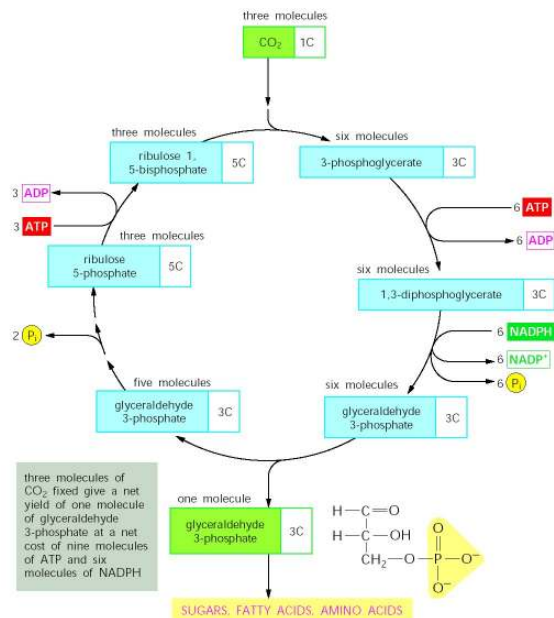 three molecules
CO2 1C
three molecules
ribulose 1,
5-bisphosphate 5C
six molecules
3-phosphoglycerate 3C
3 ADP
3 ATP
6 ATP
6 ADP
three molecules
ribulose
5-phosphate 5C
six molecules
1,3-diphosphoglycerate 3C
2 Pi
6 NADPH
6 NADP+
6 Pi
five molecules
glyceraldehyde
3-phosphate 3C
six molecules
glyceraldehyde
3-phosphate 3C
three molecules of
CO2 fixed give a net
yield of one molecule
of glyceraldehyde
3-phosphate at a net
cost of nine molecules
of ATP and six
molecules of NADPH
one molecule
glyceraldehyde
3-phosphate 3C
H C O
H C OH
CH2 O P O−
O
O−
SUGARS, FATTY ACIDS, AMINO ACIDS